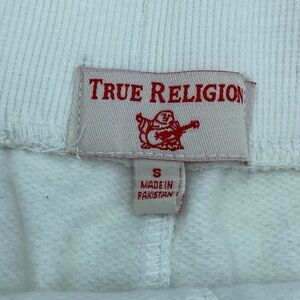 TRUE RELIGION
S
MADE IN
PAKISTAN